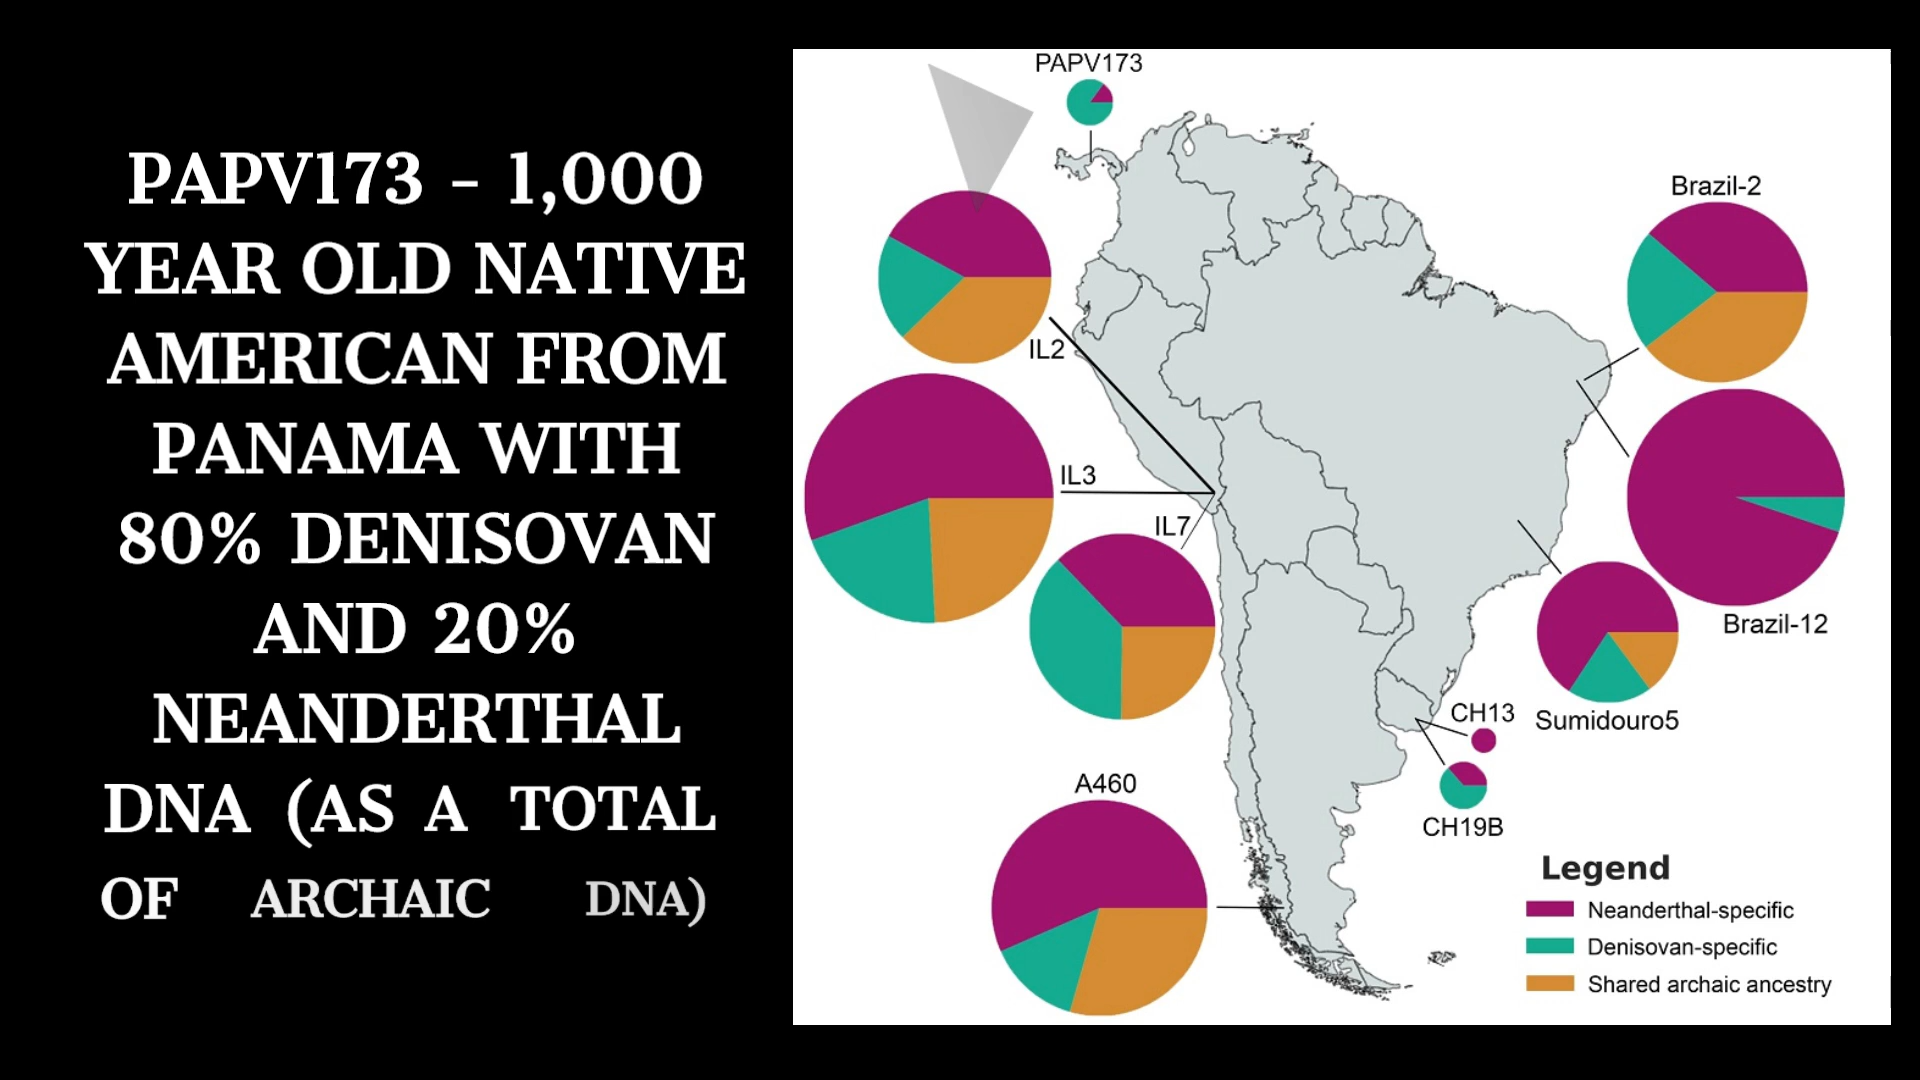 PAPV173 - 1,000
YEAR OLD NATIVE
AMERICAN FROM
PANAMA WITH
80% DENISOVAN
AND 20%
NEANDERTHAL
DNA (AS A TOTAL
OF ARCHAIC DNA)
PAPV173
Brazil-2
IL2
IL3
IL7
Brazil-12
CH13
Sumidouro5
A460
CH19B
Legend
Neanderthal-specific
Denisovan-specific
Shared archaic ancestry